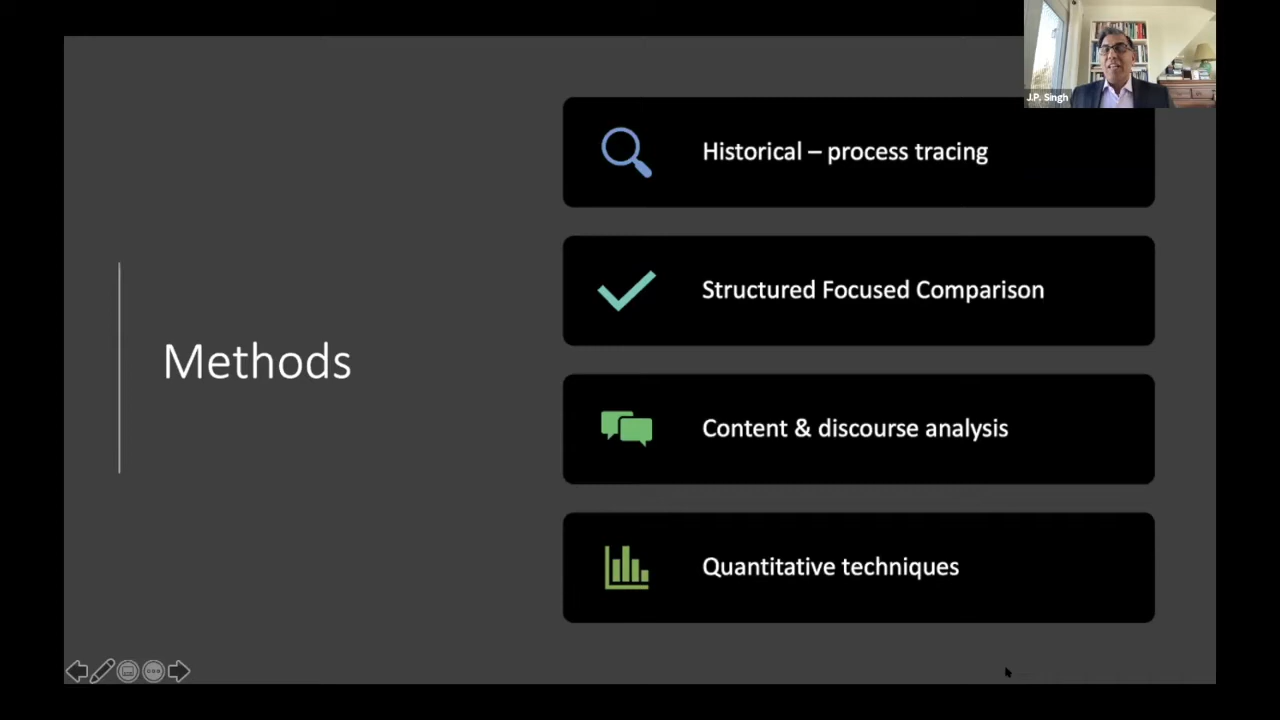 J.P. Singh
Historical – process tracing
Structured Focused Comparison
Methods
Content & discourse analysis
Quantitative techniques